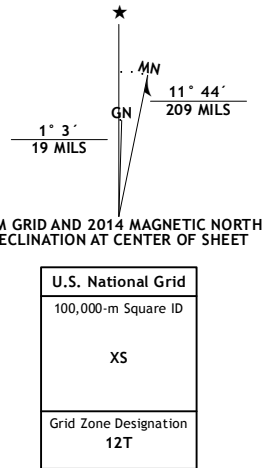 ★
MN
GN
11° 44´
209 MILS
1° 3´
19 MILS
M GRID AND 2014 MAGNETIC NORTH
ECLINATION AT CENTER OF SHEET
U.S. National Grid
100,000-m Square ID
XS
Grid Zone Designation
12T